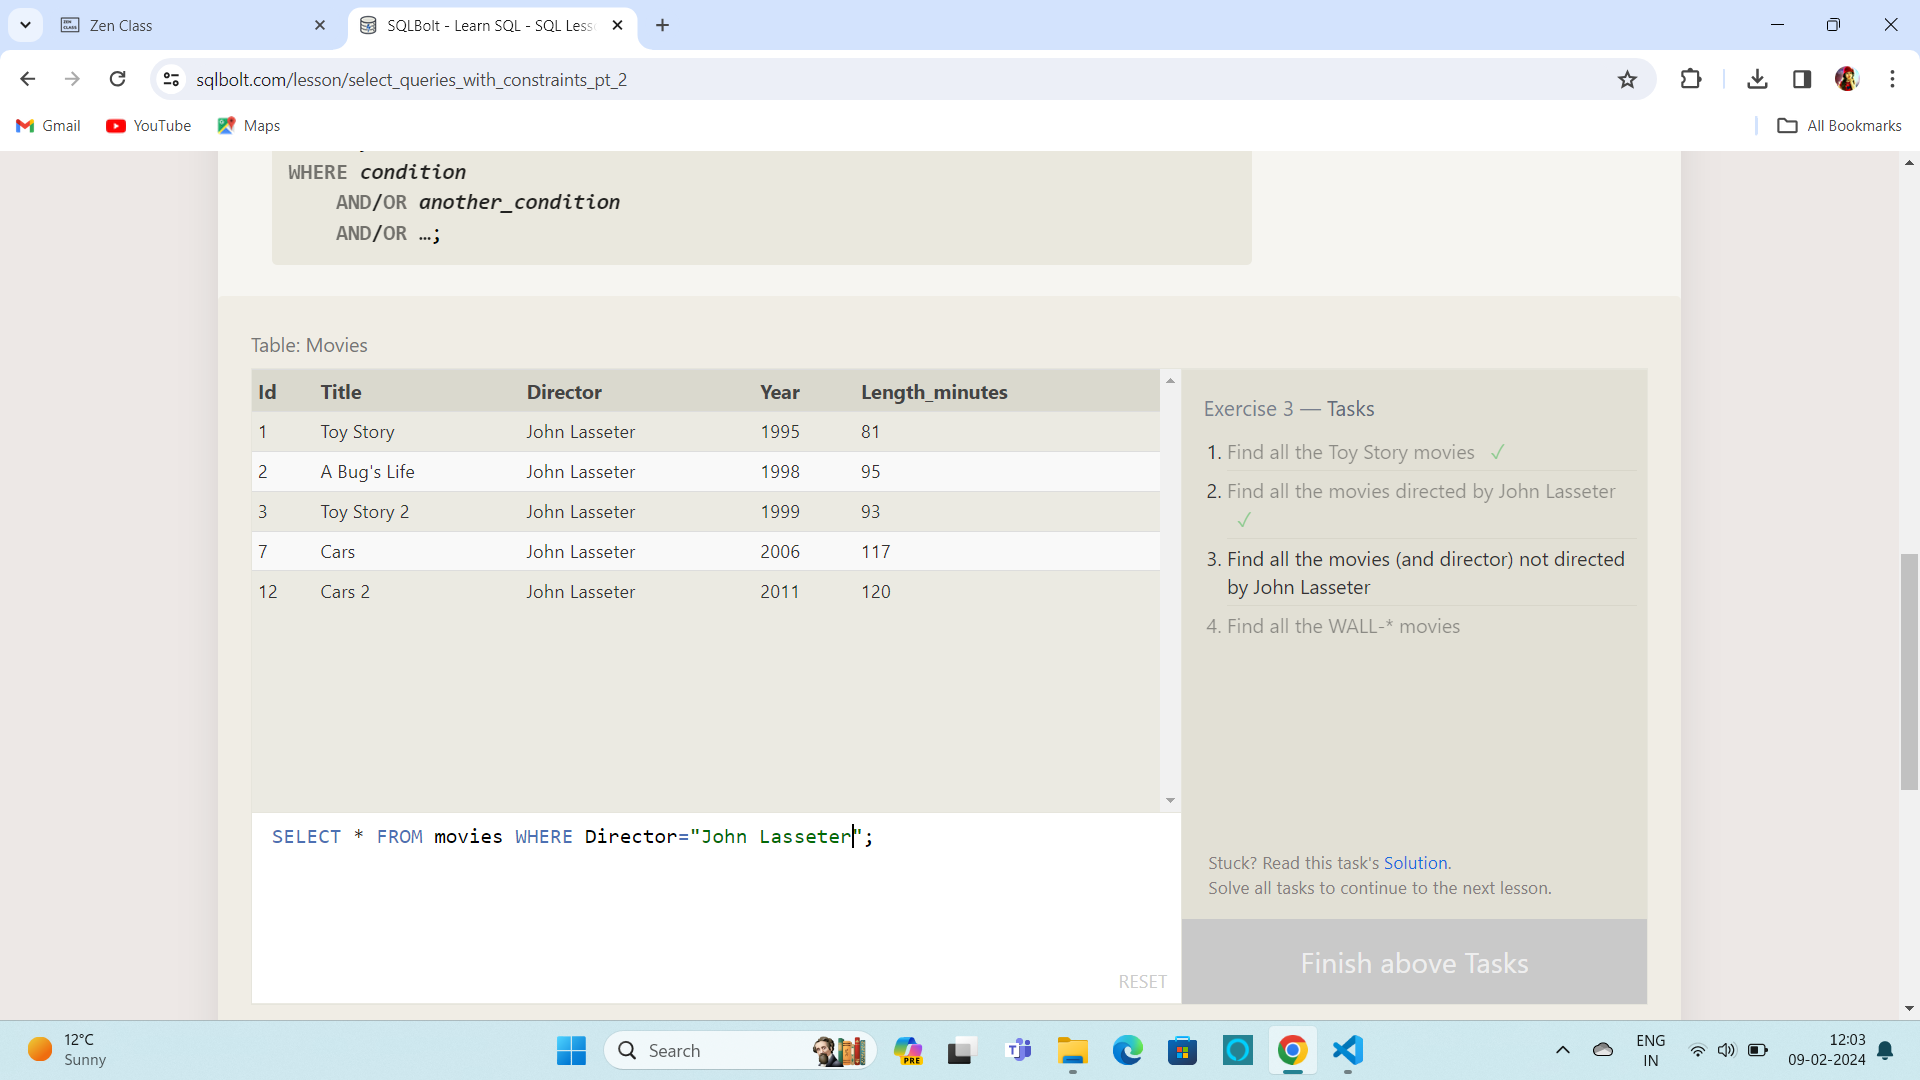 Zen Class
SQLBolt - Learn SQL - SQL Less
sqlbolt.com/lesson/select_queries_with_constraints_pt_2
Gmail YouTube Maps All Bookmarks
WHERE condition
AND/OR another_condition
AND/OR …;
Table: Movies
Id Title Director Year Length_minutes
1 Toy Story John Lasseter 1995 81
2 A Bug's Life John Lasseter 1998 95
3 Toy Story 2 John Lasseter 1999 93
7 Cars John Lasseter 2006 117
12 Cars 2 John Lasseter 2011 120
Exercise 3 — Tasks
1. Find all the Toy Story movies ✓
2. Find all the movies directed by John Lasseter
✓
3. Find all the movies (and director) not directed
by John Lasseter
4. Find all the WALL-* movies
SELECT * FROM movies WHERE Director="John Lasseter";
RESET
Stuck? Read this task's Solution.
Solve all tasks to continue to the next lesson.
Finish above Tasks
12°C
Sunny
Search
PRE
ENG
IN
12:03
09-02-2024